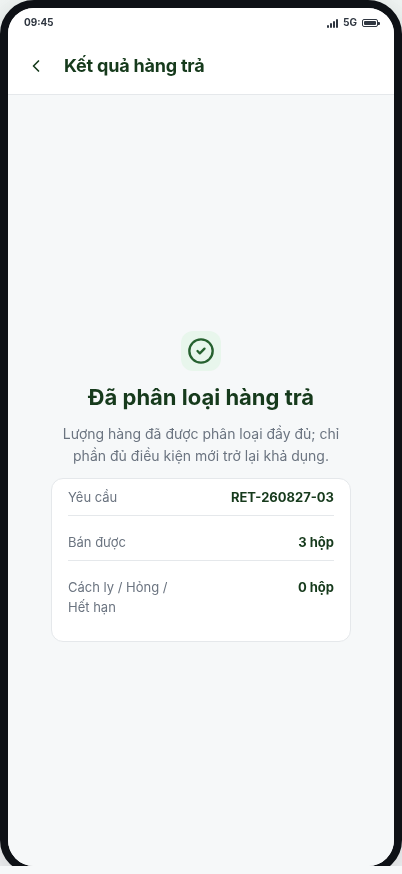 09:45
5G
Kết quả hàng trả
Đã phân loại hàng trả
Lượng hàng đã được phân loại đầy đủ; chỉ
phần đủ điều kiện mới trở lại khả dụng.
Yêu cầu
RET-260827-03
Bán được
3 hộp
Cách ly / Hỏng /
Hết hạn
0 hộp